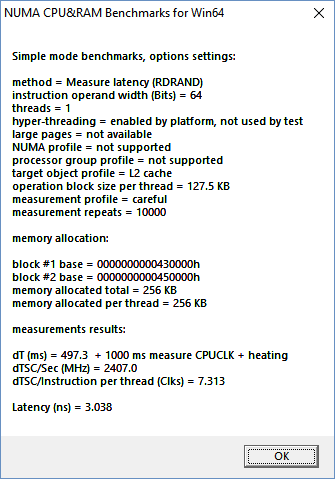 NUMA CPU&RAM Benchmarks for Win64
Simple mode benchmarks, options settings:
method = Measure latency (RDRAND)
instruction operand width (Bits) = 64
threads = 1
hyper-threading = enabled by platform, not used by test
large pages = not available
NUMA profile = not supported
processor group profile = not supported
target object profile = L2 cache
operation block size per thread = 127.5 KB
measurement profile = careful
measurement repeats = 10000
memory allocation:
block #1 base = 0000000000430000h
block #2 base = 0000000000450000h
memory allocated total = 256 KB
memory allocated per thread = 256 KB
measurements results:
dT (ms) = 497.3  + 1000 ms measure CPUCLK + heating
dTSC/Sec (MHz) = 2407.0
dTSC/Instruction per thread (Clks) = 7.313
Latency (ns) = 3.038
OK